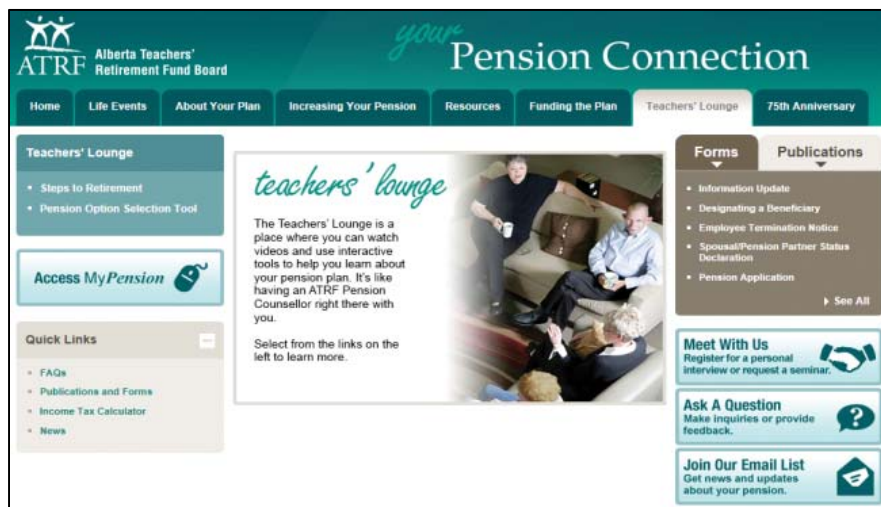 ATRF
Alberta Teachers'
Retirement Fund Board
your
Pension Connection
Home
Life Events
About Your Plan
Increasing Your Pension
Resources
Funding the Plan
Teachers' Lounge
75th Anniversary
Teachers' Lounge
Steps to Retirement
Pension Option Selection Tool
Access MyPension
Quick Links
FAQs
Publications and Forms
Income Tax Calculator
News
teachers' lounge
The Teachers' Lounge is a
place where you can watch
videos and use interactive
tools to help you learn about
your pension plan. It's like
having an ATRF Pension
Counsellor right there with
you.
Select from the links on the
left to learn more.
Forms
Publications
Information Update
Designating a Beneficiary
Employee Termination Notice
Spousal/Pension Partner Status
Declaration
Pension Application
See All
Meet With Us
Register for a personal
interview or request a seminar.
Ask A Question
Make inquiries or provide
feedback.
Join Our Email List
Get news and updates
about your pension.